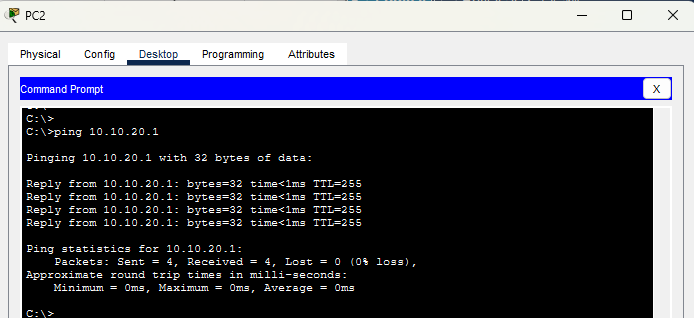 PC2
Physical Config Desktop Programming Attributes
Command Prompt X
C:\>
C:\>ping 10.10.20.1
Pinging 10.10.20.1 with 32 bytes of data:
Reply from 10.10.20.1: bytes=32 time<1ms TTL=255
Reply from 10.10.20.1: bytes=32 time<1ms TTL=255
Reply from 10.10.20.1: bytes=32 time<1ms TTL=255
Reply from 10.10.20.1: bytes=32 time<1ms TTL=255
Ping statistics for 10.10.20.1:
Packets: Sent = 4, Received = 4, Lost = 0 (0% loss),
Approximate round trip times in milli-seconds:
Minimum = 0ms, Maximum = 0ms, Average = 0ms
C:\>